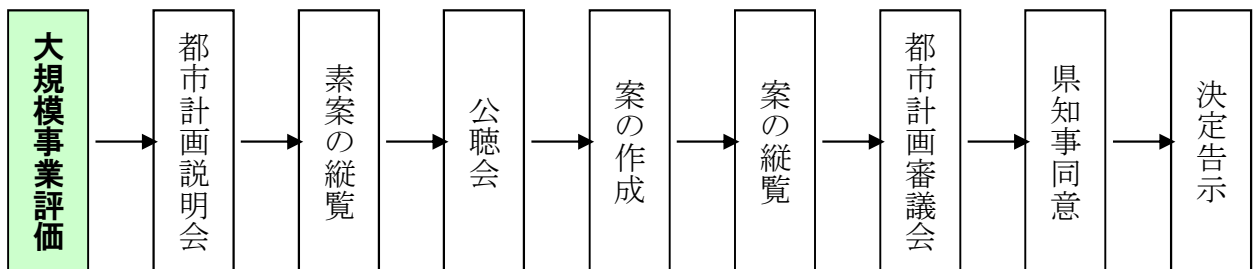 大規模事業評価
都市計画説明会
素案の縦覧
公聴会
案の作成
案の縦覧
都市計画審議会
県知事同意
決定告示